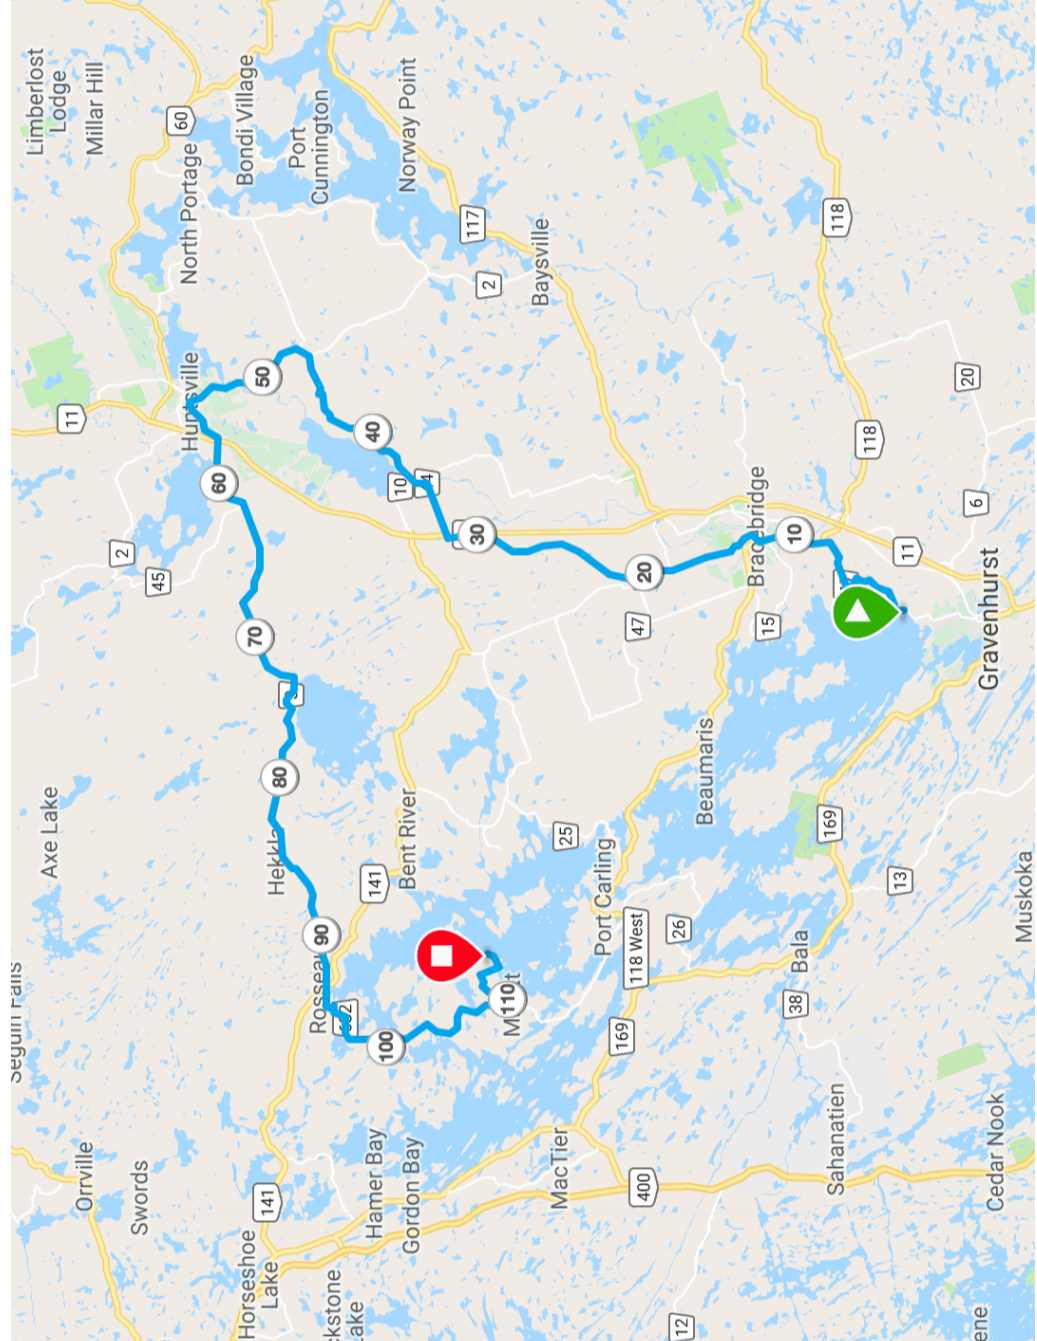 Limberlost
Lodge
Millar Hill
60
Bondi Village
Port
Cunnington
Norway Point
North Portage
117
118
2
Baysville
Huntsville
11
50
20
40
118
60
10
30
10
Bracebridge
6
11
2
45
20
Gravenhurst
47
15
70
80
Beaumaris
Axe Lake
Bent River
25
169
141
Port Carling
13
Muskoka
90
118 West
26
Bala
110
38
100
169
Orrville
Swords
Hamer Bay
Gordon Bay
MacTier
Sahanatien
Cedar Nook
141
400
Horseshoe
Lake
12